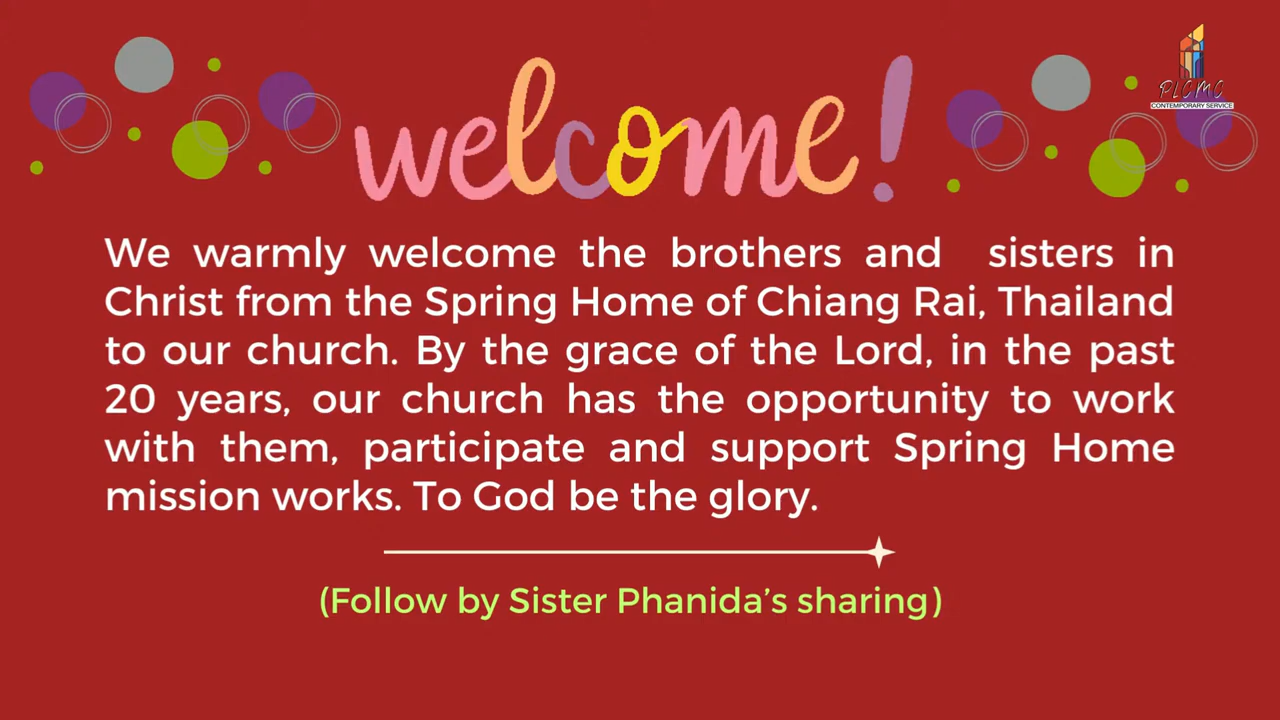 PLCMC
CONTEMPORARY SERVICE
welcome!
We warmly welcome the brothers and sisters in
Christ from the Spring Home of Chiang Rai, Thailand
to our church. By the grace of the Lord, in the past
20 years, our church has the opportunity to work
with them, participate and support Spring Home
mission works. To God be the glory.
(Follow by Sister Phanida's sharing)